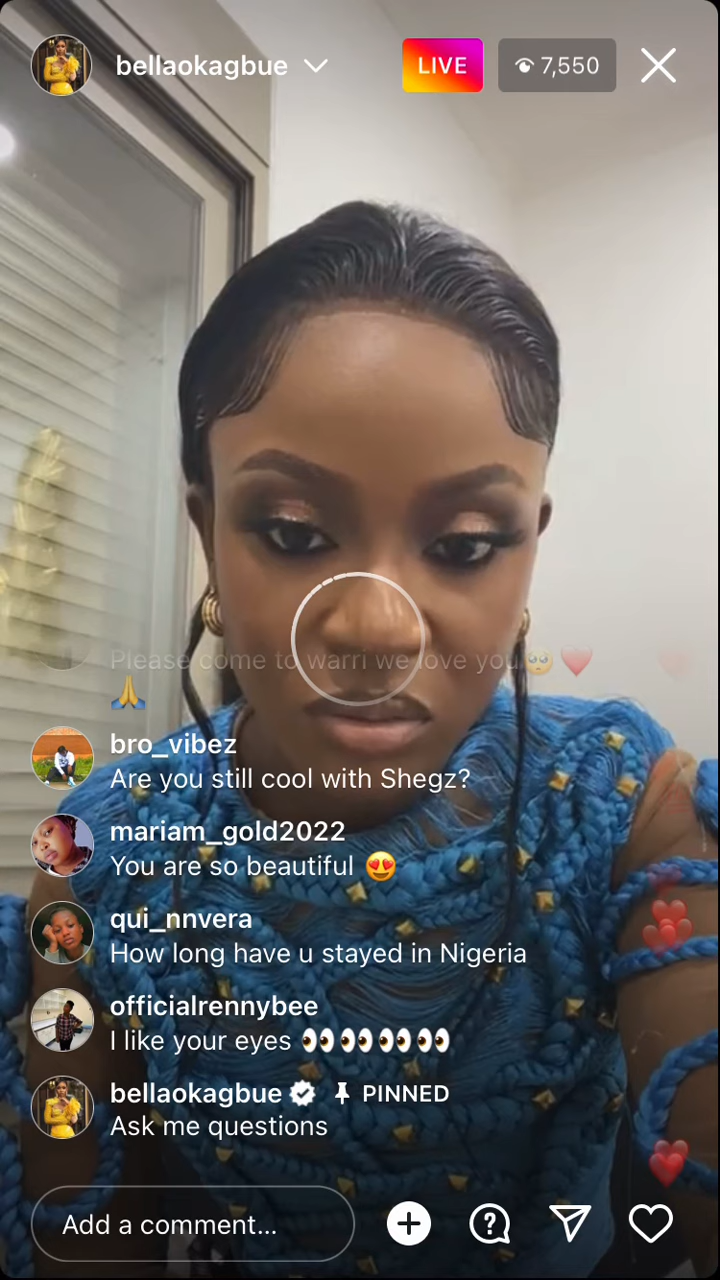 bellaokagbue
LIVE
7,550
Please come to warri we love you🥺❤️
🙏
bro_vibez
Are you still cool with Shegz?
mariam_gold2022
You are so beautiful 😍
qui_nnvera
How long have u stayed in Nigeria
officialrennybee
I like your eyes 👀👀👀👀
bellaokagbue PINNED
Ask me questions
Add a comment...